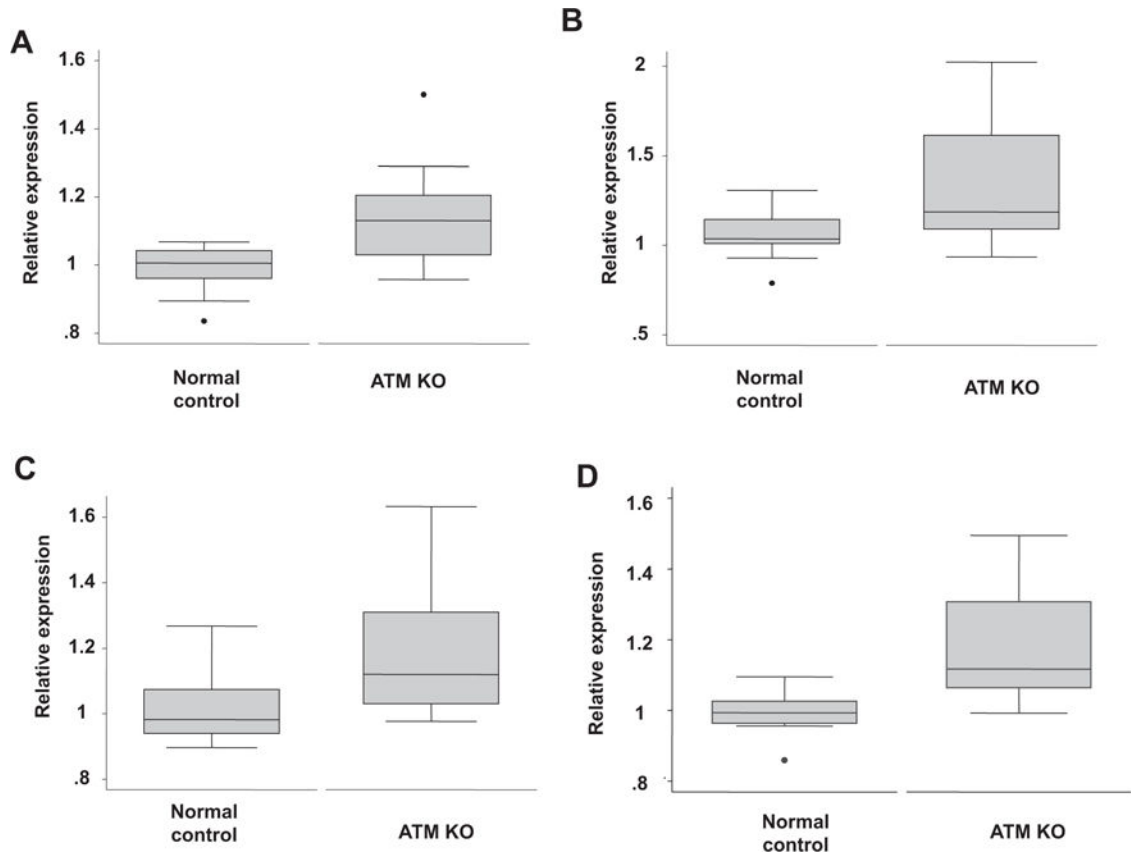 A
Relative expression
1.6
1.4
1.2
1
.8
Normal
control
ATM KO
B
Relative expression
2
1.5
1
.5
Normal
control
ATM KO
C
Relative expression
1.6
1.4
1.2
1
.8
Normal
control
ATM KO
D
Relative expression
1.6
1.4
1.2
1
.8
Normal
control
ATM KO